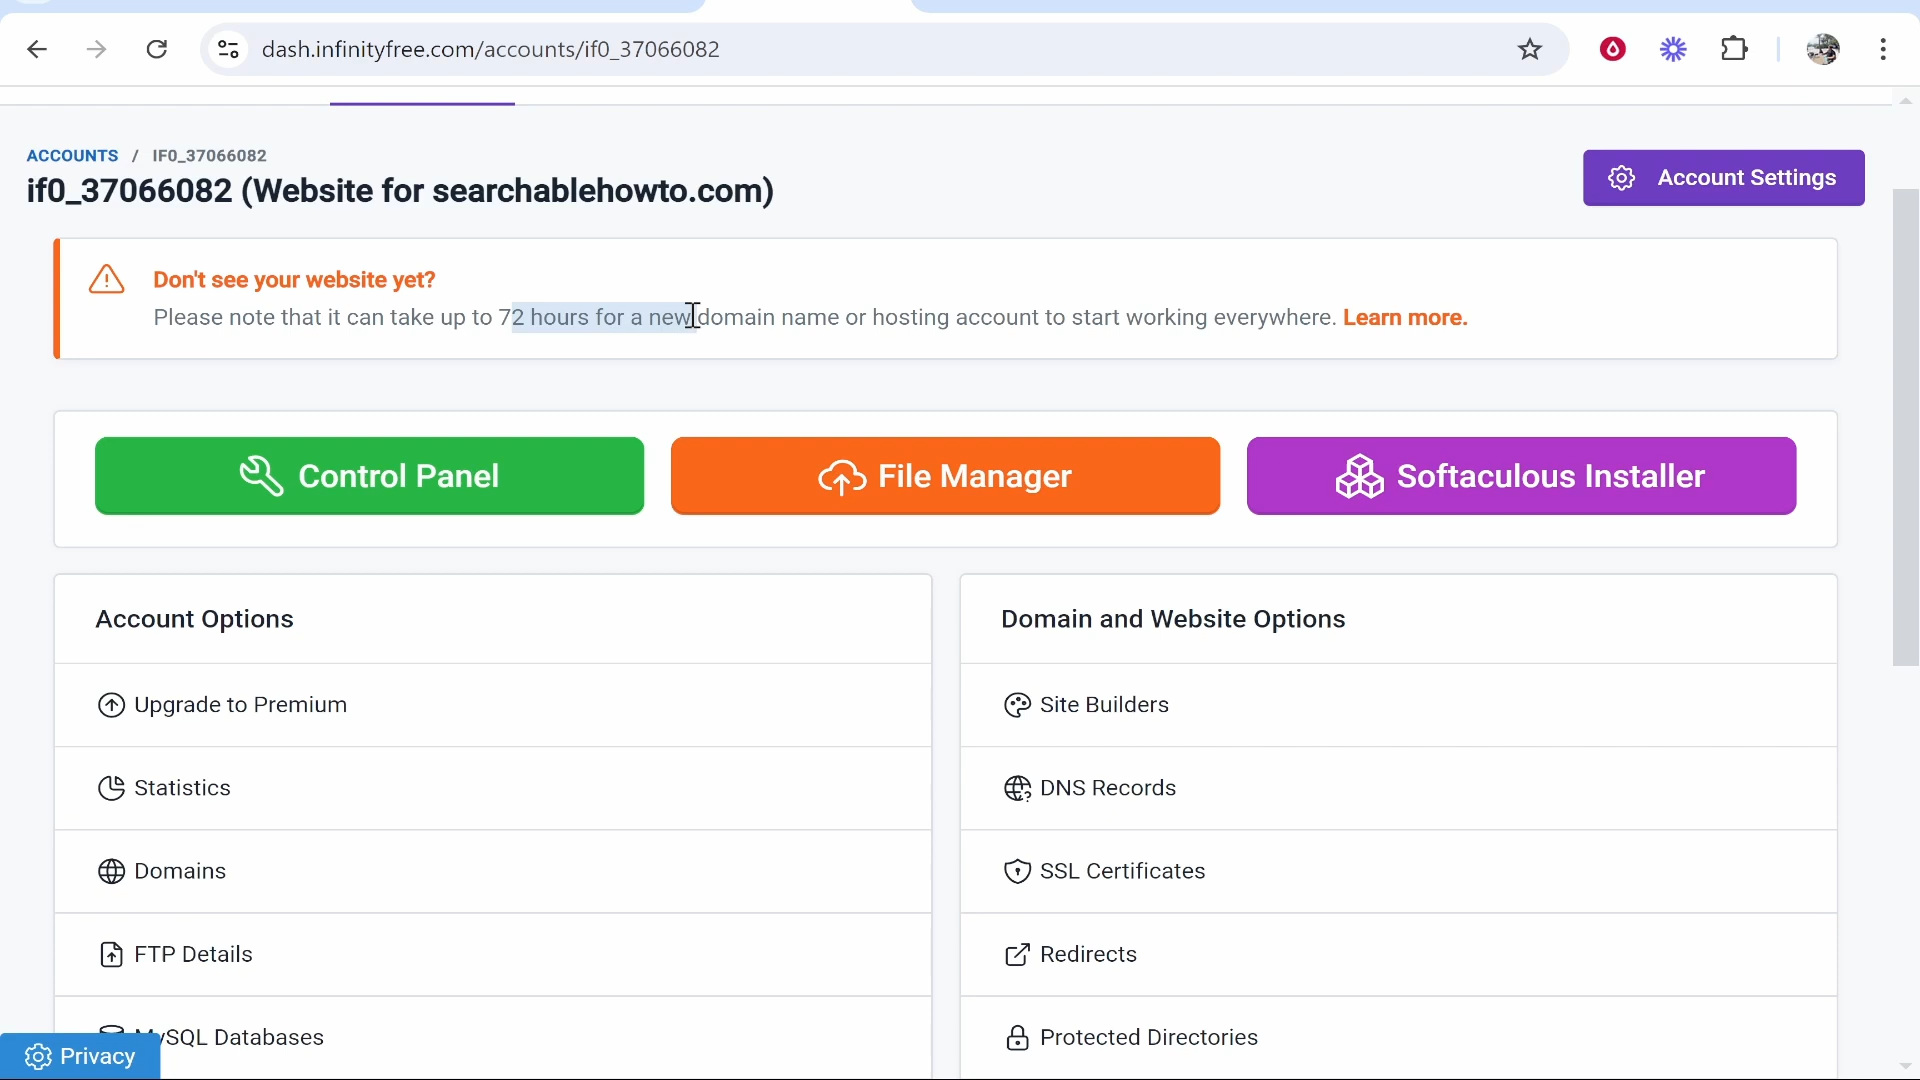 dash.infinityfree.com/accounts/if0_37066082
ACCOUNTS / IF0_37066082
if0_37066082 (Website for searchablehowto.com)
Account Settings
Don't see your website yet?
Please note that it can take up to 72 hours for a new domain name or hosting account to start working everywhere. Learn more.
Control Panel
File Manager
Softaculous Installer
Account Options
Domain and Website Options
Upgrade to Premium
Site Builders
Statistics
DNS Records
Domains
SSL Certificates
FTP Details
Redirects
MySQL Databases
Protected Directories
Privacy